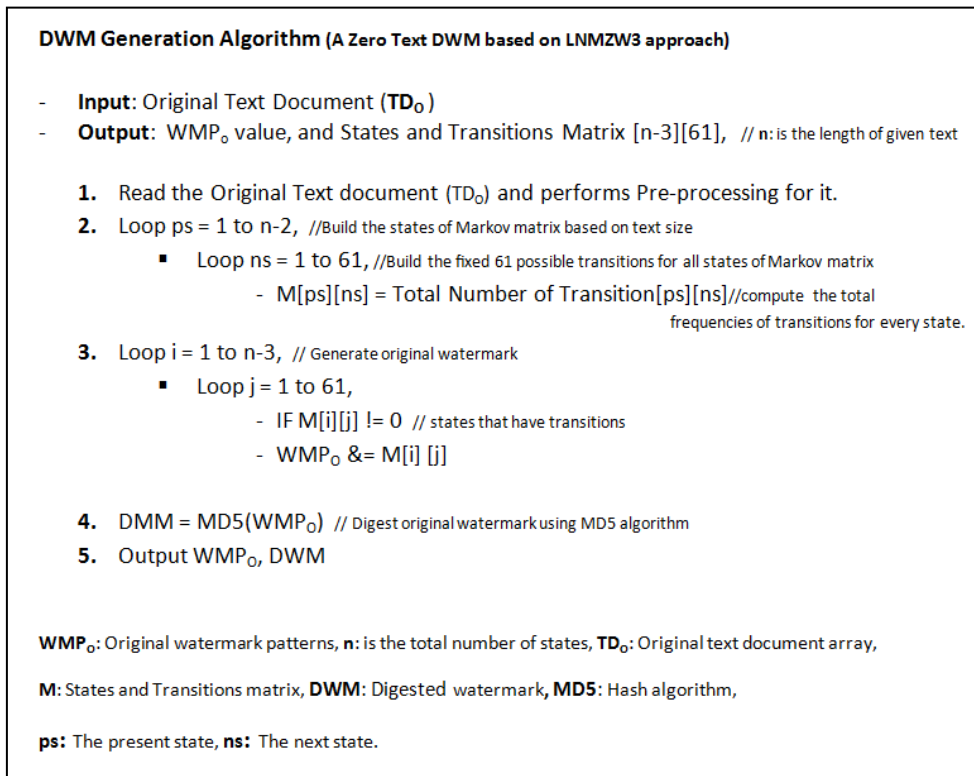 DWM Generation Algorithm (A Zero Text DWM based on LNMZW3 approach)
- Input: Original Text Document (TDO)
- Output: WMPo value, and States and Transitions Matrix [n-3][61], // n: is the length of given text
1. Read the Original Text document (TDO) and performs Pre-processing for it.
2. Loop ps = 1 to n-2, //Build the states of Markov matrix based on text size
▪ Loop ns = 1 to 61, //Build the fixed 61 possible transitions for all states of Markov matrix
- M[ps][ns] = Total Number of Transition[ps][ns]//compute the total
frequencies of transitions for every state.
3. Loop i = 1 to n-3, // Generate original watermark
▪ Loop j = 1 to 61,
- IF M[i][j] != 0 // states that have transitions
- WMPO &= M[i] [j]
4. DMM = MD5(WMPO) // Digest original watermark using MD5 algorithm
5. Output WMPO, DWM
WMPo: Original watermark patterns, n: is the total number of states, TDo: Original text document array,
M: States and Transitions matrix, DWM: Digested watermark, MD5: Hash algorithm,
ps: The present state, ns: The next state.